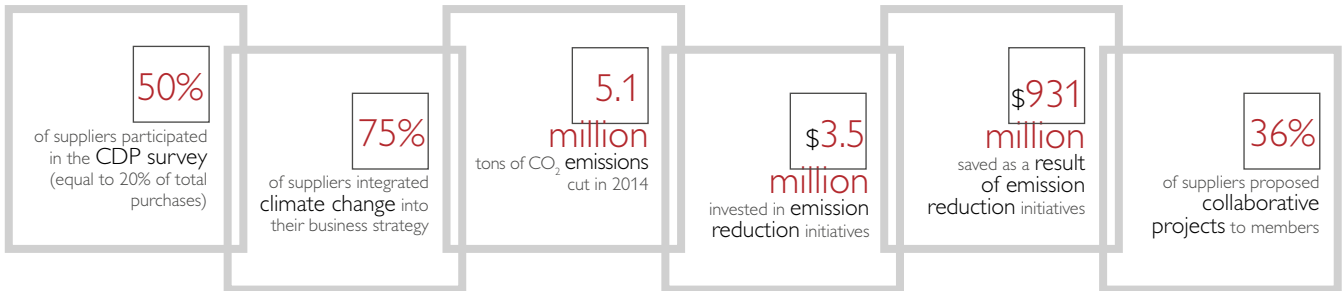 50%
of suppliers participated
in the CDP survey
(equal to 20% of total
purchases)
75%
of suppliers integrated
climate change into
their business strategy
5.1
million
tons of CO₂ emissions
cut in 2014
$3.5
million
invested in emission
reduction initiatives
$931
million
saved as a result
of emission
reduction initiatives
36%
of suppliers proposed
collaborative
projects to members